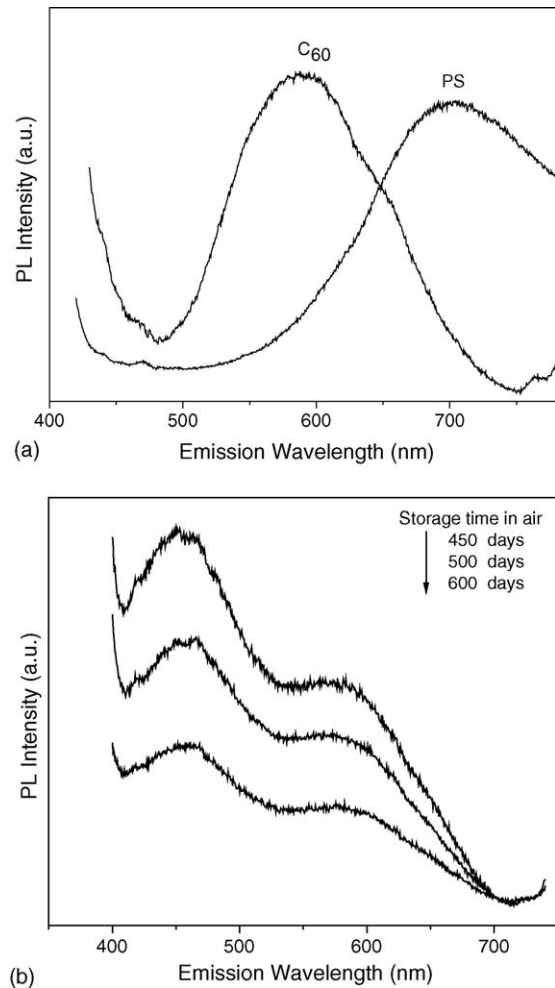 C60
PS
PL Intensity (a.u.)
400 500 600 700
Emission Wavelength (nm)
(a)
Storage time in air
450 days
500 days
600 days
PL Intensity (a.u.)
400 500 600 700
Emission Wavelength (nm)
(b)